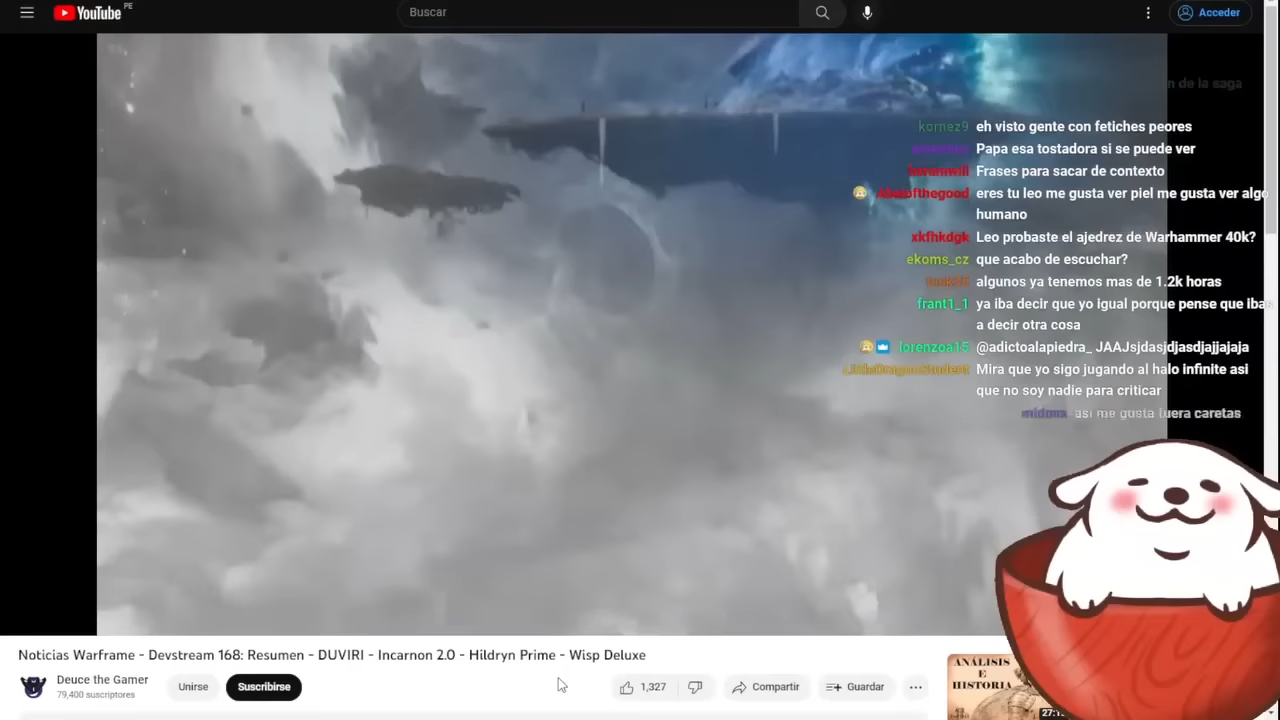 YouTube PE
Buscar
Acceder
n de la saga
kornez9 eh visto gente con fetiches peores
Papa esa tostadora si se puede ver
Frases para sacar de contexto
eres tu leo me gusta ver piel me gusta ver algo
humano
xkfhkdgk Leo probaste el ajedrez de Warhammer 40k?
ekoms_cz que acabo de escuchar?
algunos ya tenemos mas de 1.2k horas
frant1_1 ya iba decir que yo igual porque pense que ibas
a decir otra cosa
lorenzoa15 @adictoalapiedra_ JAAJsjdasjdjasdjajjajaja
Mira que yo sigo jugando al halo infinite asi
que no soy nadie para criticar
asi me gusta fuera caretas
Noticias Warframe - Devstream 168: Resumen - DUVIRI - Incarnon 2.0 - Hildryn Prime - Wisp Deluxe
Deuce the Gamer
79,400 suscriptores
Unirse
Suscribirse
1,327
Compartir
Guardar
ANÁLISIS
E
HISTORIA